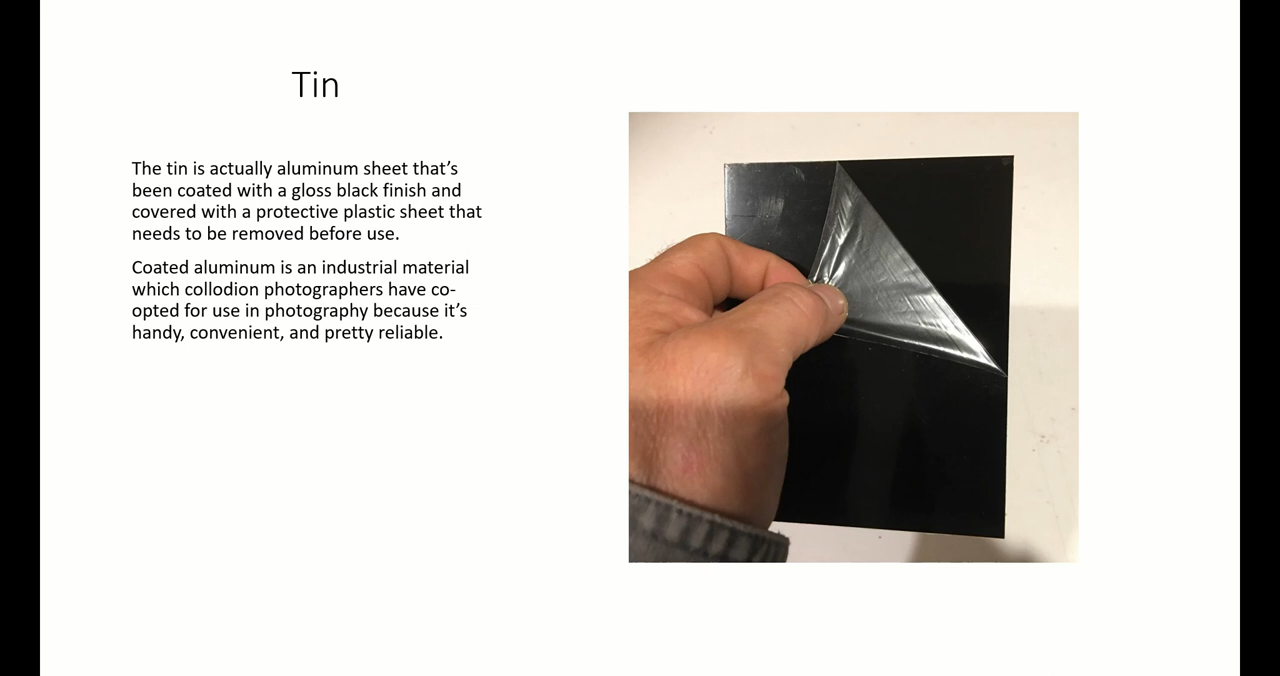 Tin
The tin is actually aluminum sheet that's
been coated with a gloss black finish and
covered with a protective plastic sheet that
needs to be removed before use.
Coated aluminum is an industrial material
which collodion photographers have co-
opted for use in photography because it's
handy, convenient, and pretty reliable.